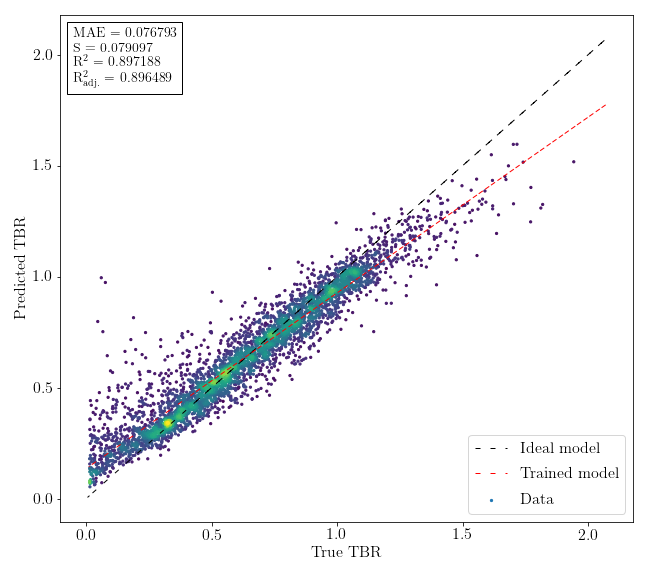 MAE = 0.076793
S = 0.079097
R² = 0.897188
R²adj. = 0.896489
2.0
1.5
1.0
0.5
0.0
Predicted TBR
Ideal model
Trained model
Data
0.0 0.5 1.0 1.5 2.0
True TBR